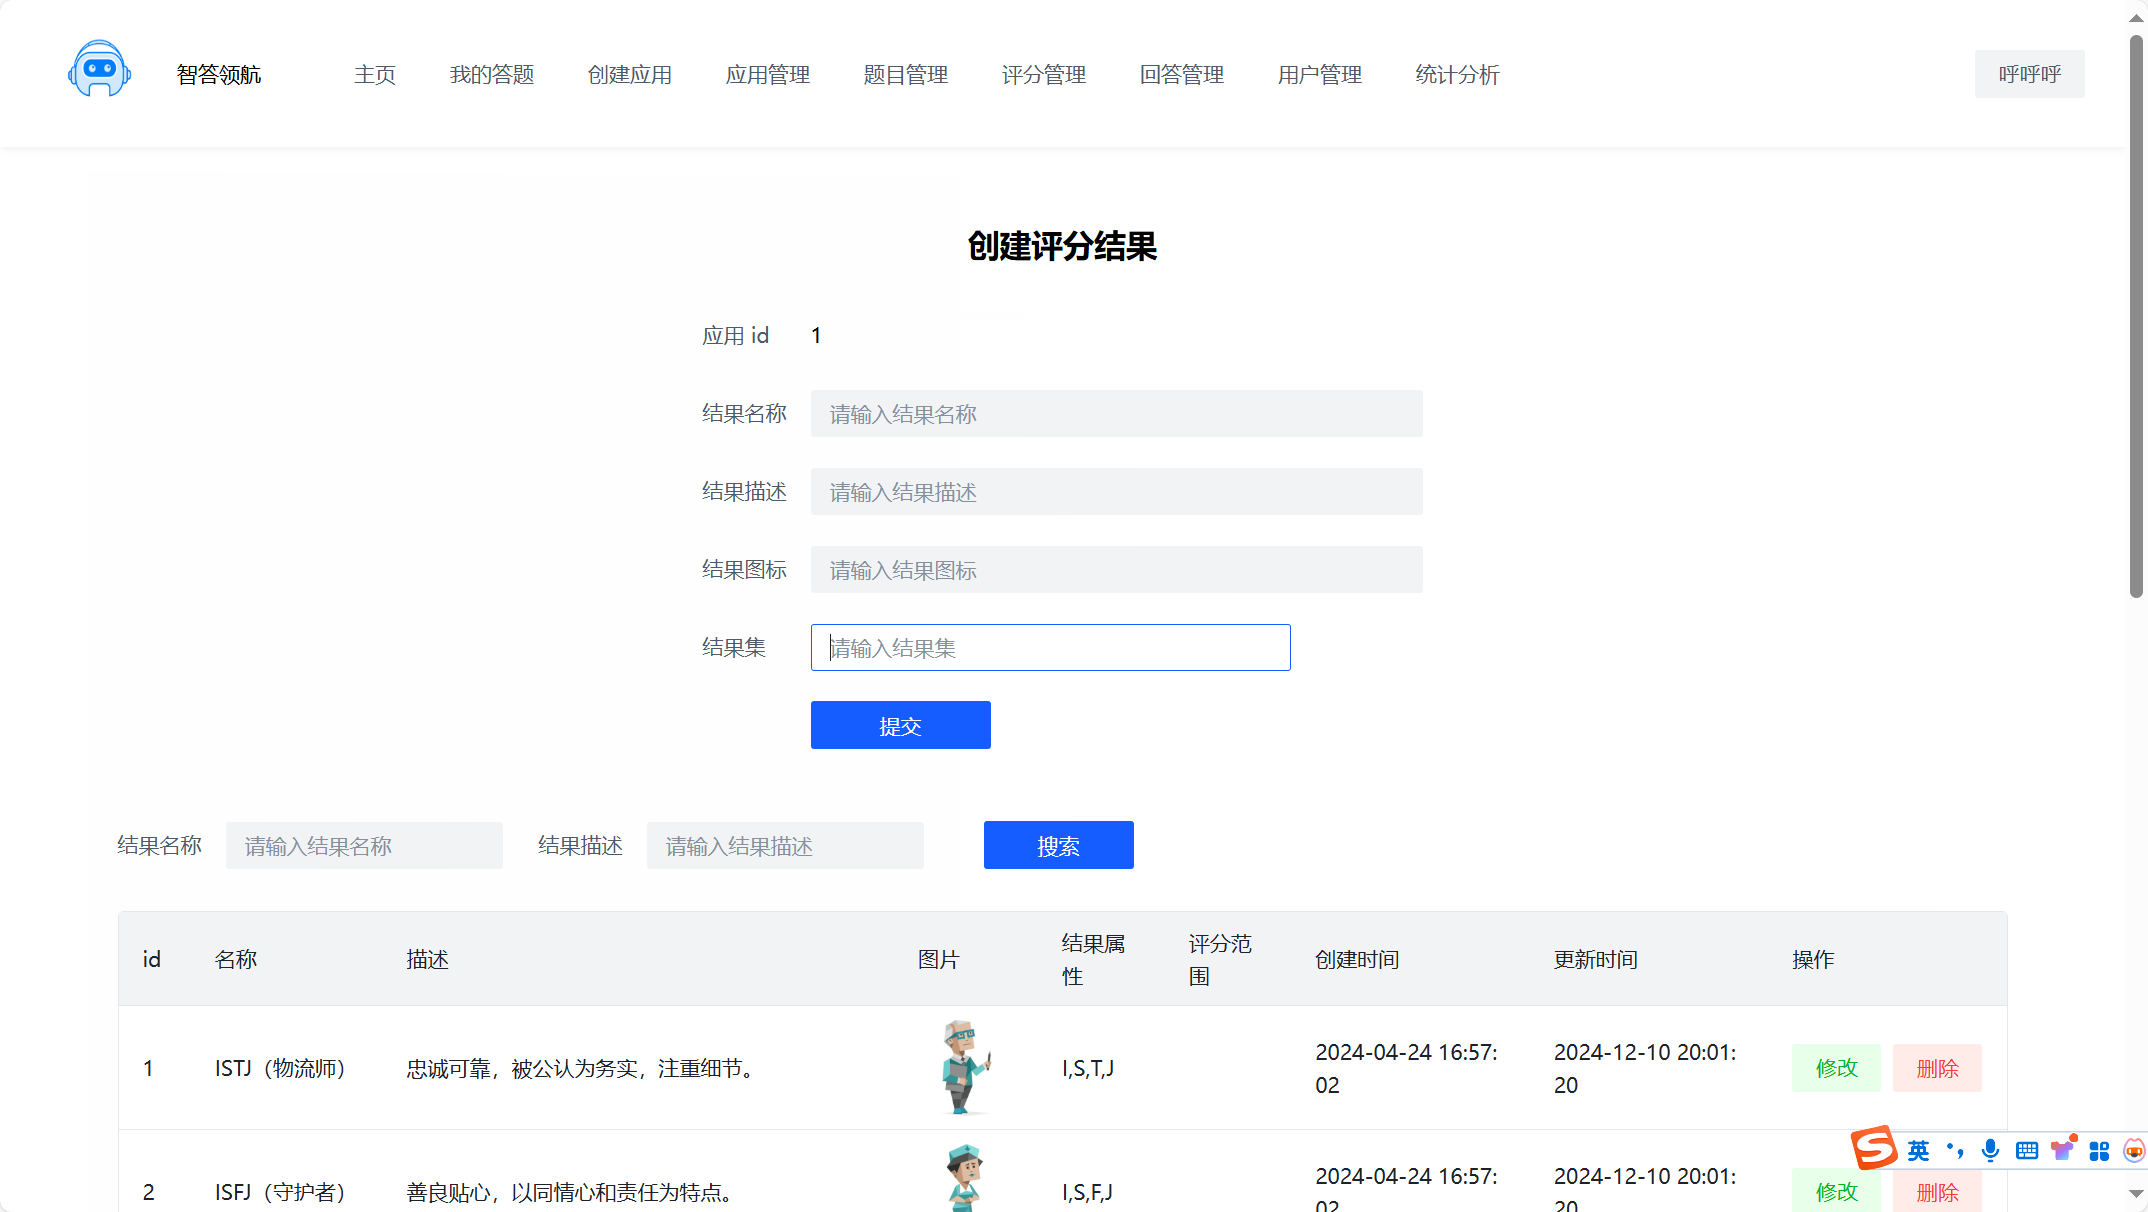 智答领航
主页 我的答题 创建应用 应用管理 题目管理 评分管理 回答管理 用户管理 统计分析
呼呼呼
创建评分结果
应用 id 1
结果名称 请输入结果名称
结果描述 请输入结果描述
结果图标 请输入结果图标
结果集 请输入结果集
提交
结果名称 请输入结果名称 结果描述 请输入结果描述 搜索
id 名称 描述 图片 结果属性 评分范围 创建时间 更新时间 操作
1 ISTJ（物流师） 忠诚可靠，被公认为务实，注重细节。 I,S,T,J 2024-04-24 16:57:02 2024-12-10 20:01:20 修改 删除
英
2 ISFJ（守护者） 善良贴心，以同情心和责任为特点。 I,S,F,J 2024-04-24 16:57:02 2024-12-10 20:01:20 修改 删除